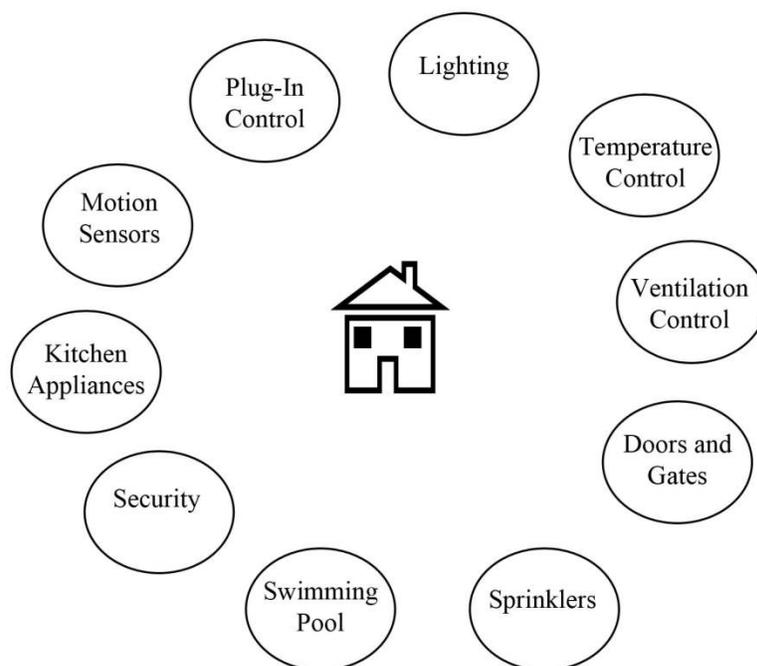 Lighting
Plug-In
Control
Temperature
Control
Motion
Sensors
Ventilation
Control
Kitchen
Appliances
Doors and
Gates
Security
Swimming
Pool
Sprinklers